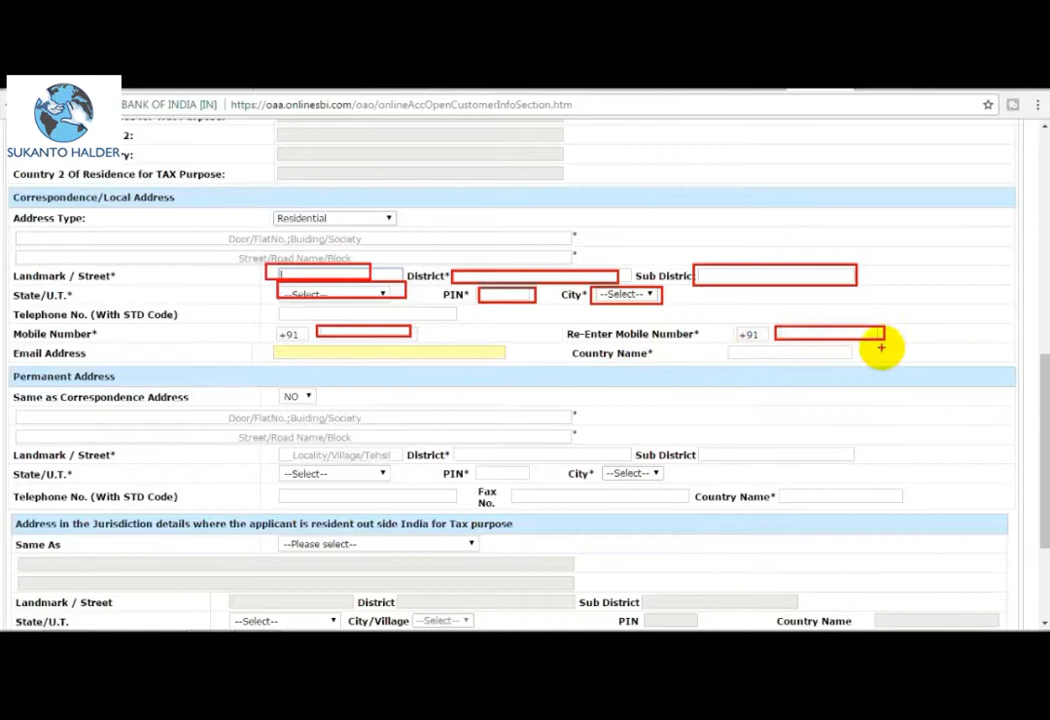 BANK OF INDIA [IN] https://oaa.onlinesbi.com/oao/onlineAccOpenCustomerInfoSection.htm
SUKANTO HALDER
2:
y:
Country 2 Of Residence for TAX Purpose:
Correspondence/Local Address
Address Type: Residential
Door/FlatNo.;Buiding/Society *
Street/Road Name/Block *
Landmark / Street* District* Sub District
State/U.T.* --Select-- PIN* City* --Select--
Telephone No. (With STD Code)
Mobile Number* +91 Re-Enter Mobile Number* +91
Email Address Country Name*
Permanent Address
Same as Correspondence Address NO
Door/FlatNo.;Buiding/Society *
Street/Road Name/Block *
Landmark / Street* Locality/Village/Tehsil District* Sub District
State/U.T.* --Select-- PIN* City* --Select--
Telephone No. (With STD Code) Fax No. Country Name*
Address in the Jurisdiction details where the applicant is resident out side India for Tax purpose
Same As --Please select--
Landmark / Street District Sub District
State/U.T. --Select-- City/Village --Select-- PIN Country Name